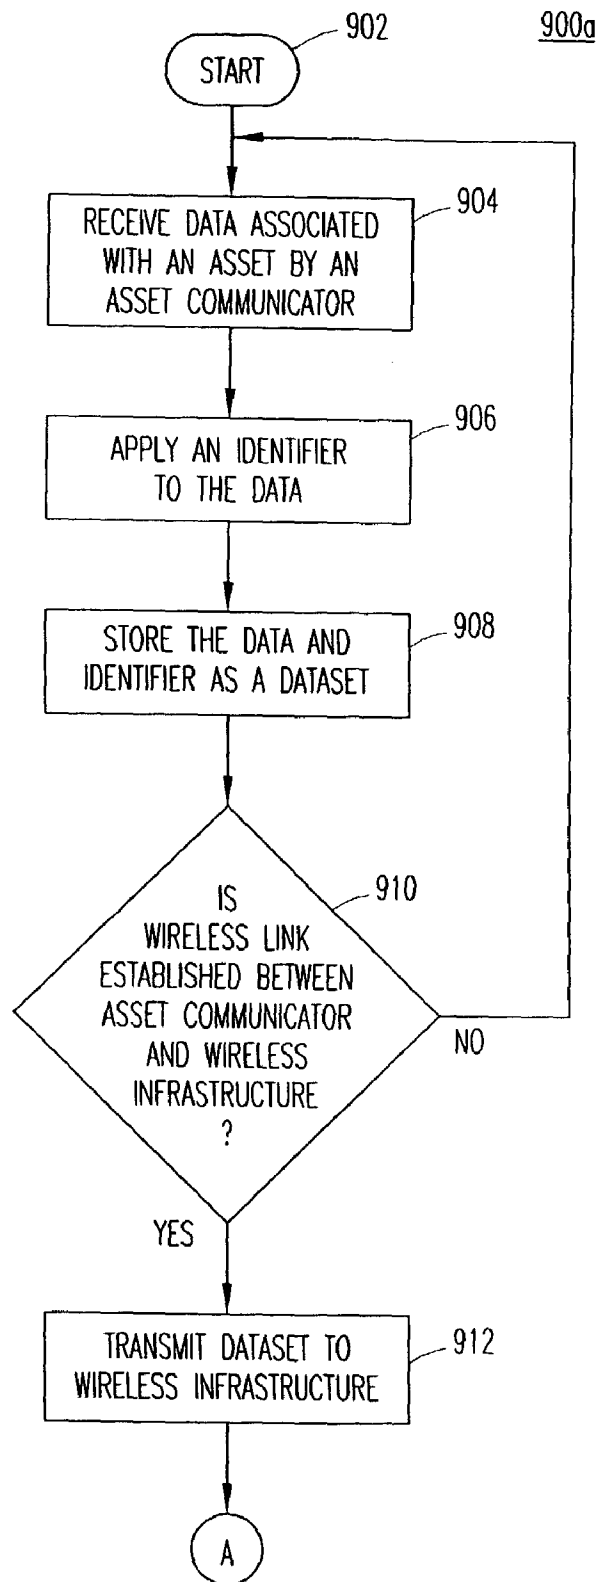 902
900a
START
904
RECEIVE DATA ASSOCIATED
WITH AN ASSET BY AN
ASSET COMMUNICATOR
906
APPLY AN IDENTIFIER
TO THE DATA
908
STORE THE DATA AND
IDENTIFIER AS A DATASET
910
IS
WIRELESS LINK
ESTABLISHED BETWEEN
ASSET COMMUNICATOR
AND WIRELESS
INFRASTRUCTURE
?
NO
YES
912
TRANSMIT DATASET TO
WIRELESS INFRASTRUCTURE
A